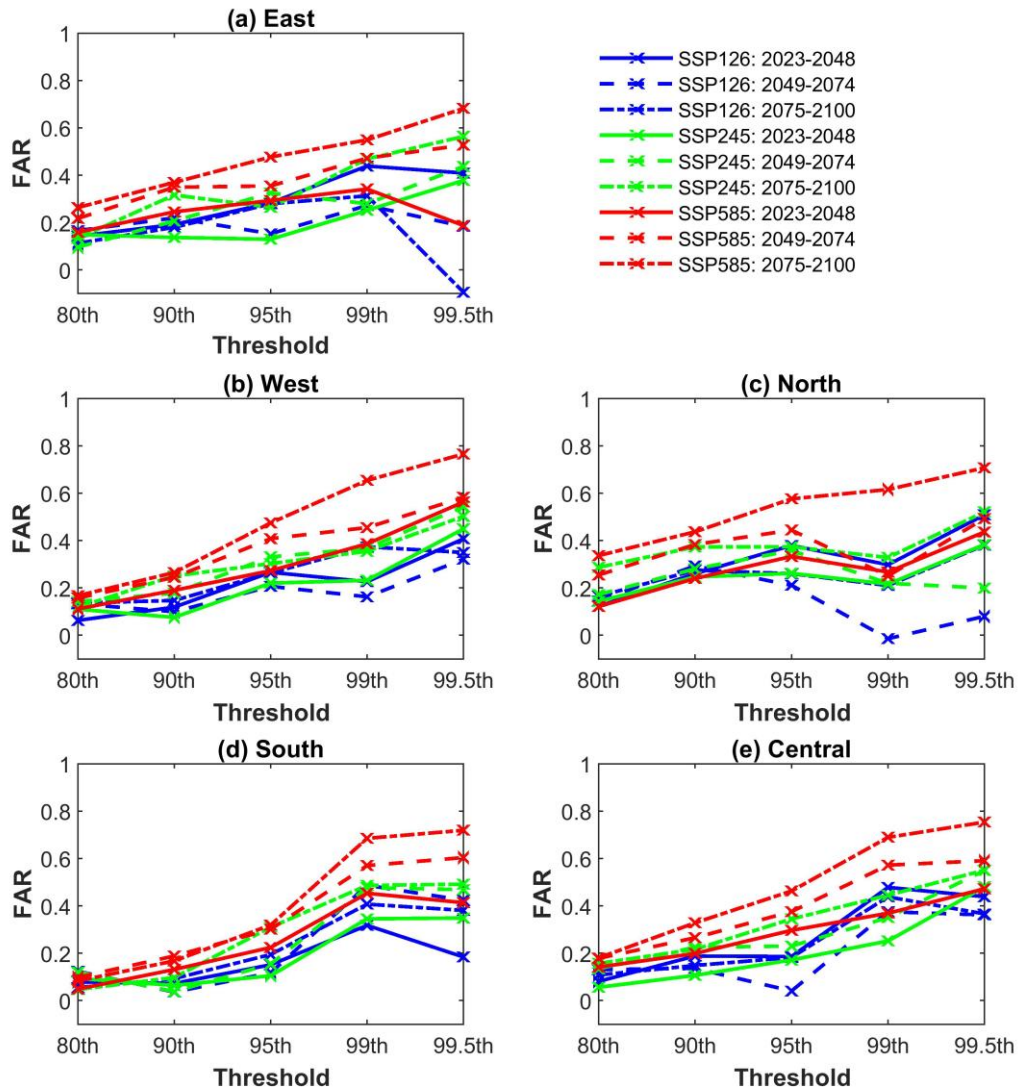 (a) East
1
0.8
0.6
0.4
0.2
0
FAR
80th 90th 95th 99th 99.5th
Threshold
SSP126: 2023-2048
SSP126: 2049-2074
SSP126: 2075-2100
SSP245: 2023-2048
SSP245: 2049-2074
SSP245: 2075-2100
SSP585: 2023-2048
SSP585: 2049-2074
SSP585: 2075-2100
(b) West
1
0.8
0.6
0.4
0.2
0
FAR
80th 90th 95th 99th 99.5th
Threshold
(c) North
1
0.8
0.6
0.4
0.2
0
FAR
80th 90th 95th 99th 99.5th
Threshold
(d) South
1
0.8
0.6
0.4
0.2
0
FAR
80th 90th 95th 99th 99.5th
Threshold
(e) Central
1
0.8
0.6
0.4
0.2
0
FAR
80th 90th 95th 99th 99.5th
Threshold